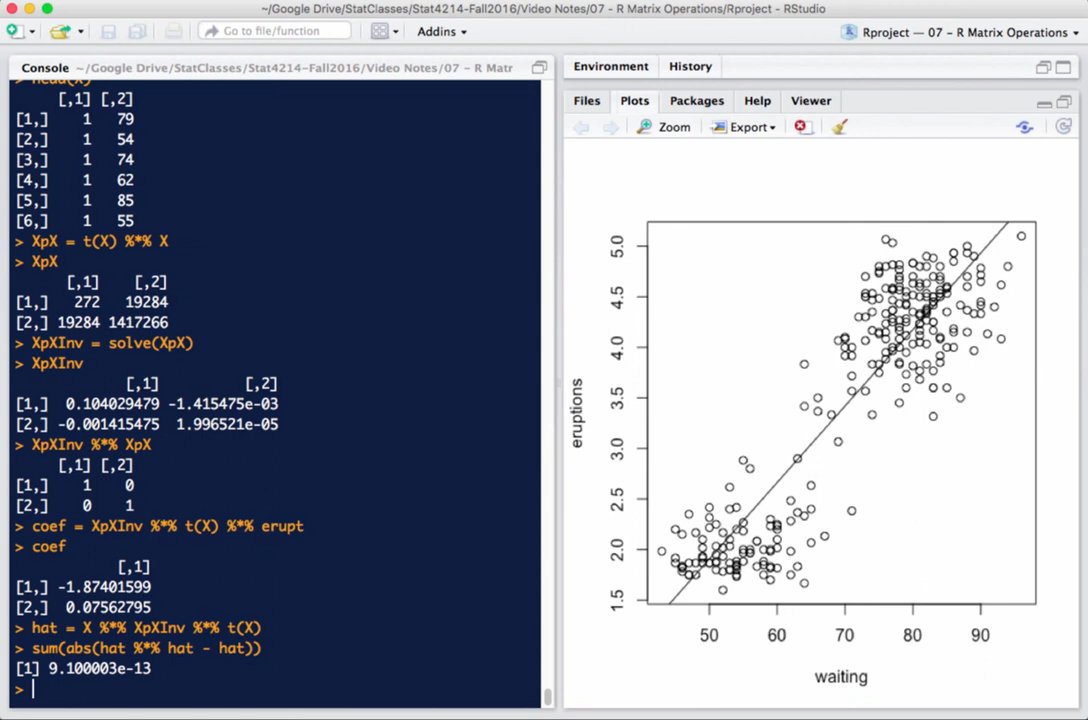 ~/Google Drive/StatClasses/Stat4214-Fall2016/Video Notes/07 - R Matrix Operations/Rproject - RStudio
Go to file/function
Addins
Rproject — 07 - R Matrix Operations
Console ~/Google Drive/StatClasses/Stat4214-Fall2016/Video Notes/07 - R Matr
> head(X)
[,1] [,2]
[1,] 1 79
[2,] 1 54
[3,] 1 74
[4,] 1 62
[5,] 1 85
[6,] 1 55
> XpX = t(X) %*% X
> XpX
[,1] [,2]
[1,] 272 19284
[2,] 19284 1417266
> XpXInv = solve(XpX)
> XpXInv
[,1] [,2]
[1,] 0.104029479 -1.415475e-03
[2,] -0.001415475 1.996521e-05
> XpXInv %*% XpX
[,1] [,2]
[1,] 1 0
[2,] 0 1
> coef = XpXInv %*% t(X) %*% erupt
> coef
[,1]
[1,] -1.87401599
[2,] 0.07562795
> hat = X %*% XpXInv %*% t(X)
> sum(abs(hat %*% hat - hat))
[1] 9.100003e-13
>
Environment History
Files Plots Packages Help Viewer
Zoom Export
5.0
4.5
4.0
3.5
3.0
2.5
2.0
1.5
eruptions
50 60 70 80 90
waiting